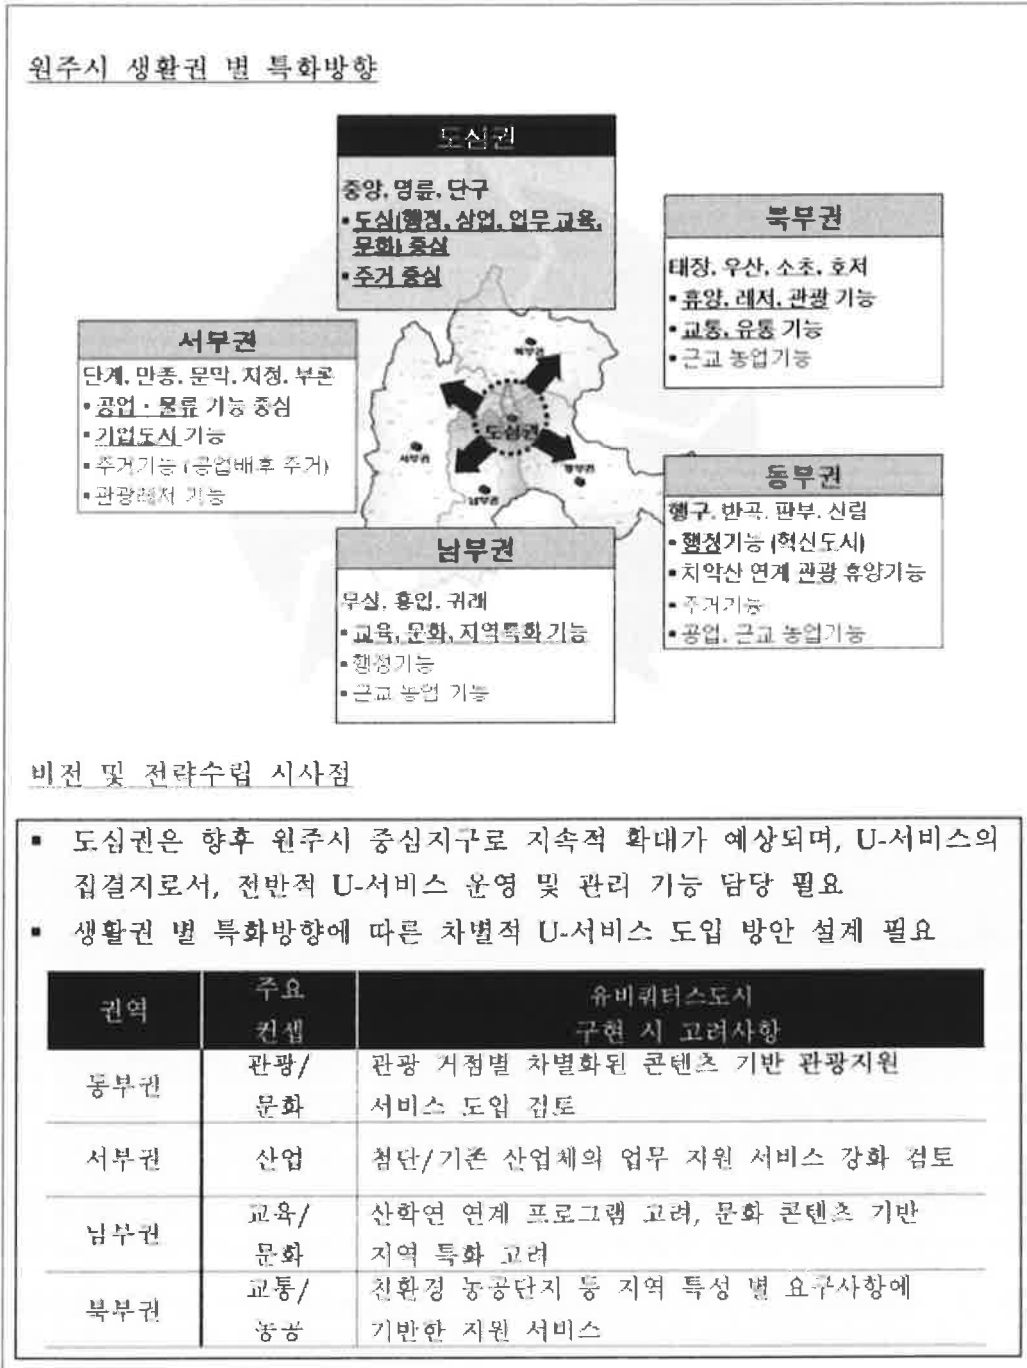 원주시 생활권 별 특화방향
도심권
중앙, 명륜, 단구
▪ 도심(행정, 상업, 업무 교육,
문화) 중심
▪ 주거 중심
북부권
태장, 우산, 소초, 호저
▪ 휴양, 레저, 관광 기능
▪ 교통, 유통 기능
▪ 근교 농업기능
서부권
단계, 만종, 문막, 지정, 부론
▪ 공업 · 물류 기능 중심
▪ 기업도시 기능
▪ 주거기능 (공업배후 주거)
▪ 관광레저 기능
북부권
도심권
서부권
동부권
남부권
동부권
행구, 반곡, 판부, 신림
▪ 행정기능 (혁신도시)
▪ 치악산 연계 관광 휴양기능
▪ 주거기능
▪ 공업, 근교 농업기능
남부권
무실, 흥업, 귀래
▪ 교육, 문화, 지역특화 기능
▪ 행정기능
▪ 근교 농업 기능
비전 및 전략수립 시사점
▪ 도심권은 향후 원주시 중심지구로 지속적 확대가 예상되며, U-서비스의
집결지로서, 전반적 U-서비스 운영 및 관리 기능 담당 필요
▪ 생활권 별 특화방향에 따른 차별적 U-서비스 도입 방안 설계 필요
권역
주요
컨셉
유비쿼터스도시
구현 시 고려사항
동부권
관광/
문화
관광 거점별 차별화된 콘텐츠 기반 관광지원
서비스 도입 검토
서부권
산업
첨단/기존 산업체의 업무 지원 서비스 강화 검토
남부권
교육/
문화
산학연 연계 프로그램 고려, 문화 콘텐츠 기반
지역 특화 고려
북부권
교통/
농공
친환경 농공단지 등 지역 특성 별 요구사항에
기반한 지원 서비스